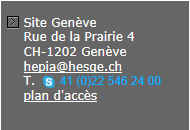 Site Genève
Rue de la Prairie 4
CH-1202 Genève
hepia@hesge.ch
T. 41 (0)22 546 24 00
plan d'accès